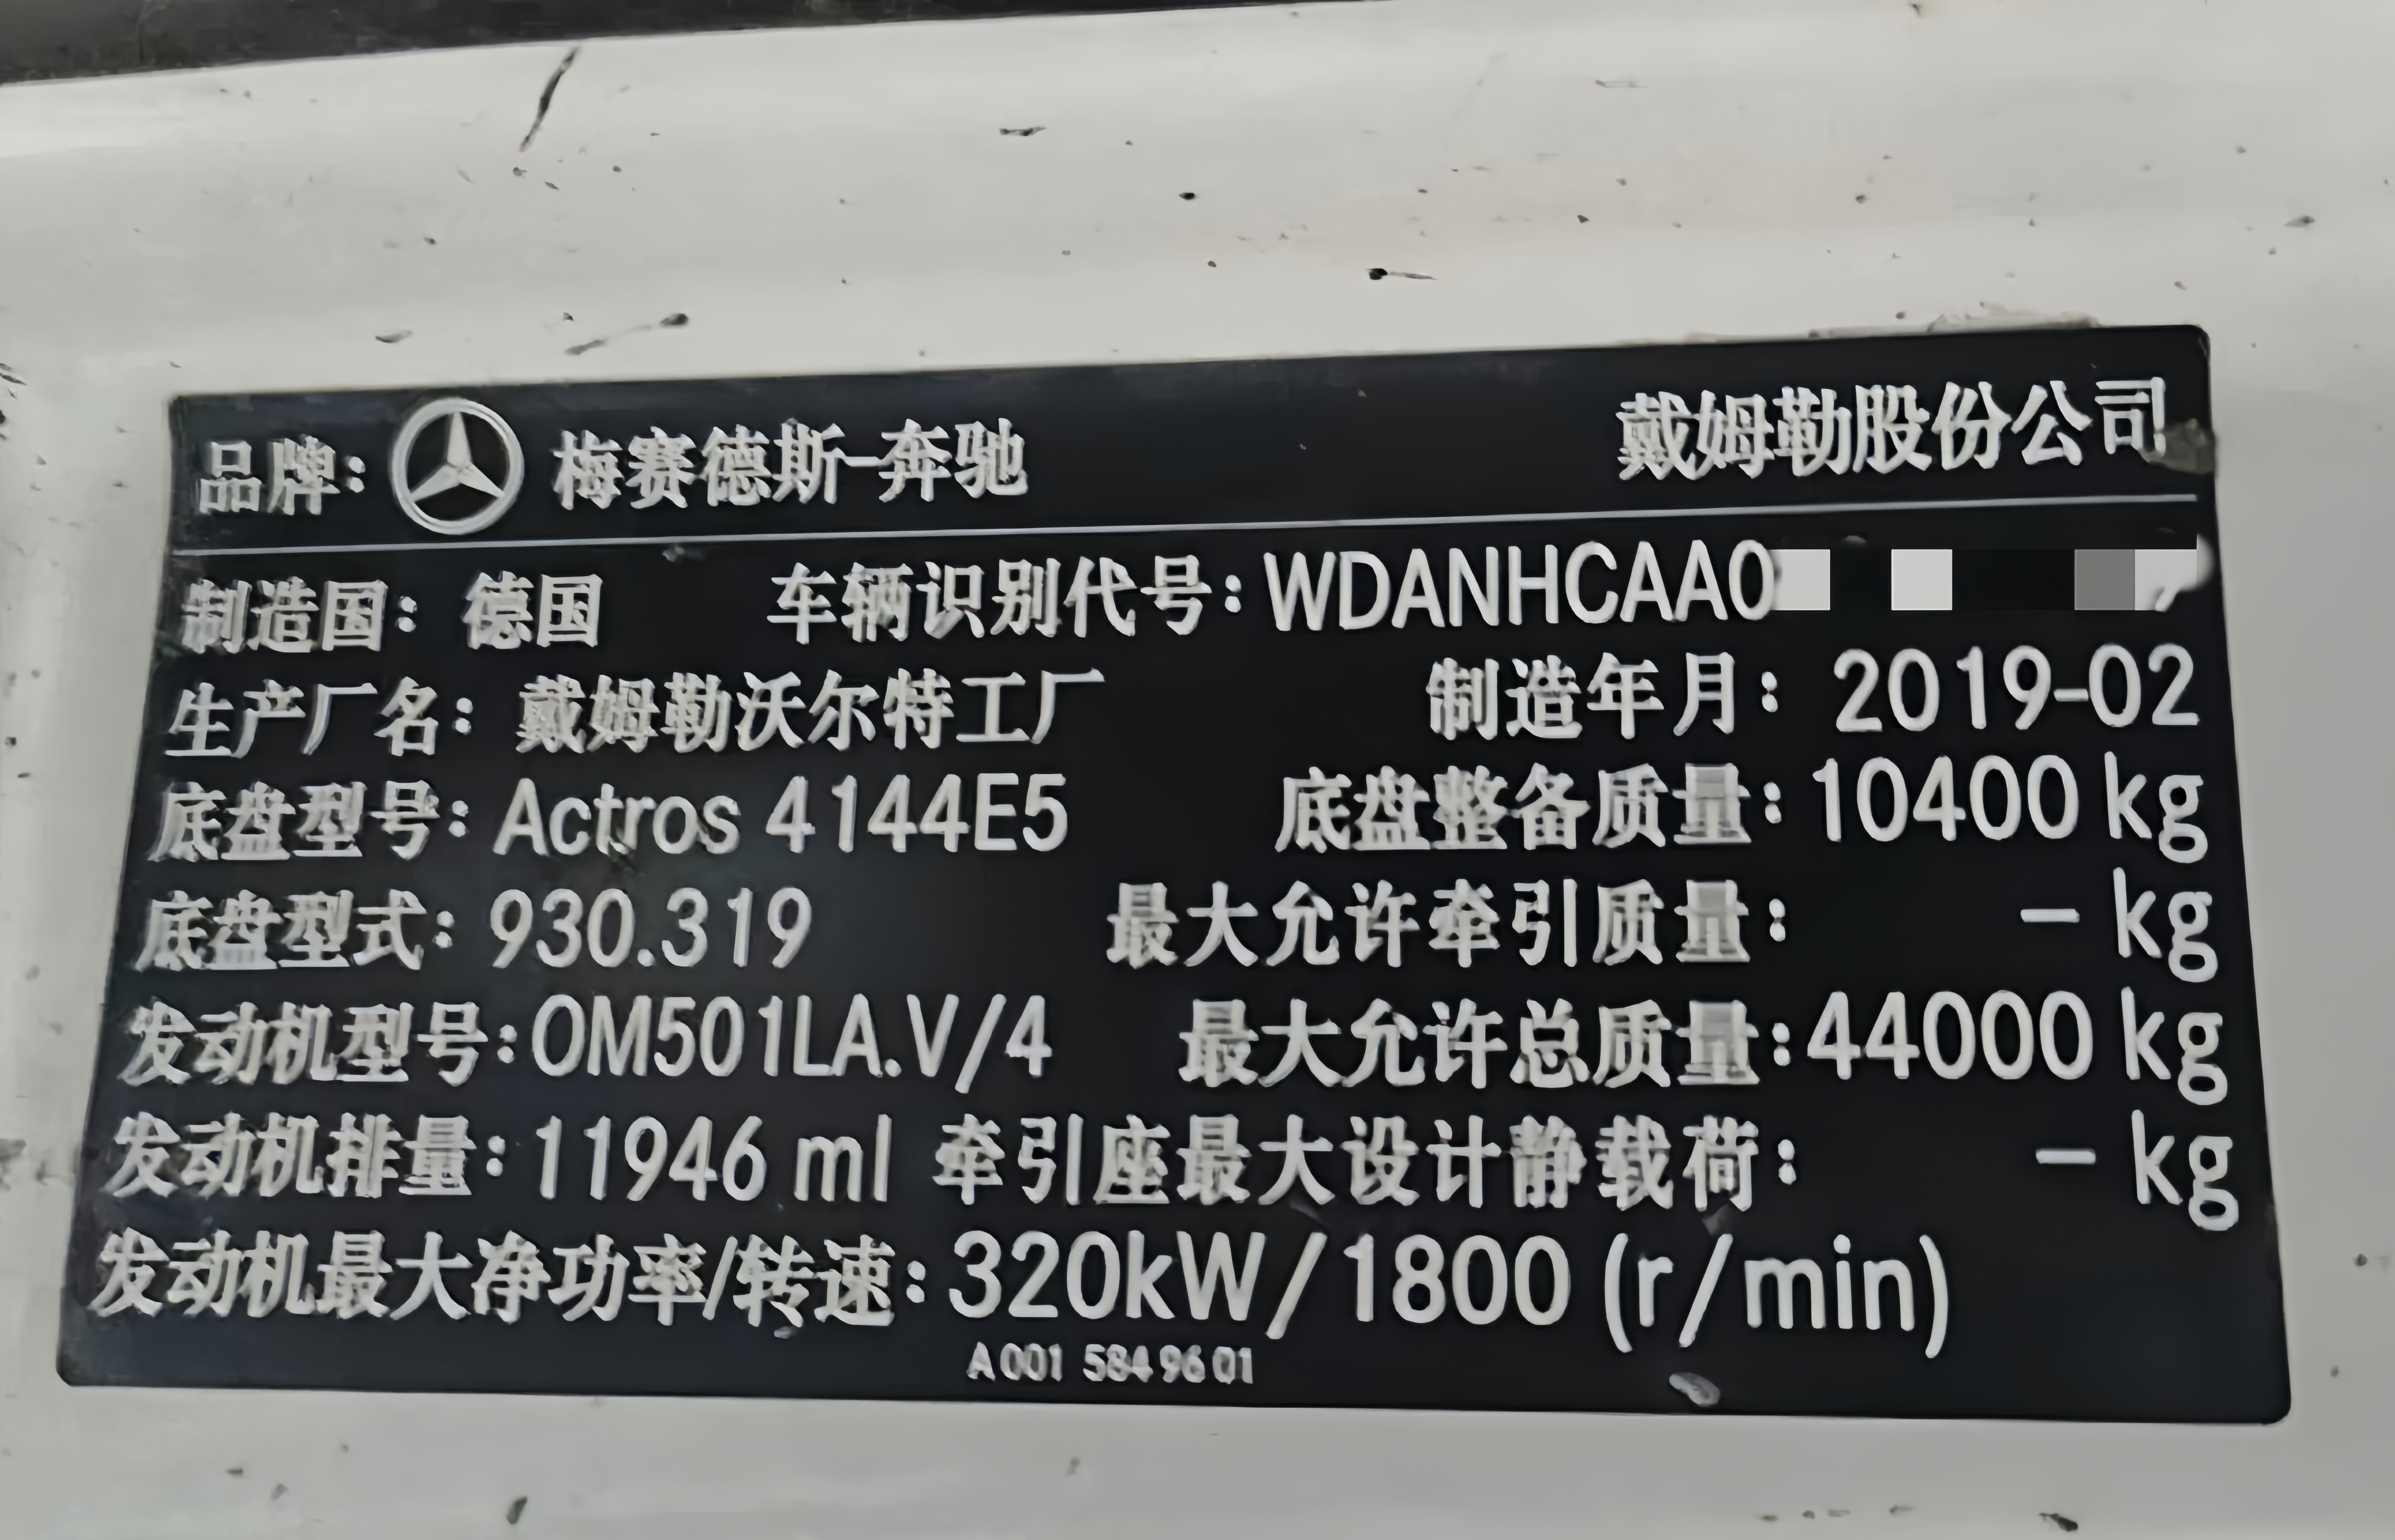 品牌: 梅赛德斯-奔驰 戴姆勒股份公司
制造国: 德国 车辆识别代号: WDANHCAA0
生产厂名: 戴姆勒沃尔特工厂 制造年月: 2019-02
底盘型号: Actros 4144E5 底盘整备质量: 10400 kg
底盘型式: 930.319 最大允许牵引质量: - kg
发动机型号: OM501LA.V/4 最大允许总质量: 44000 kg
发动机排量: 11946 ml 牵引座最大设计静载荷: - kg
发动机最大净功率/转速: 320kW/1800 (r/min)
A 001 584 96 01